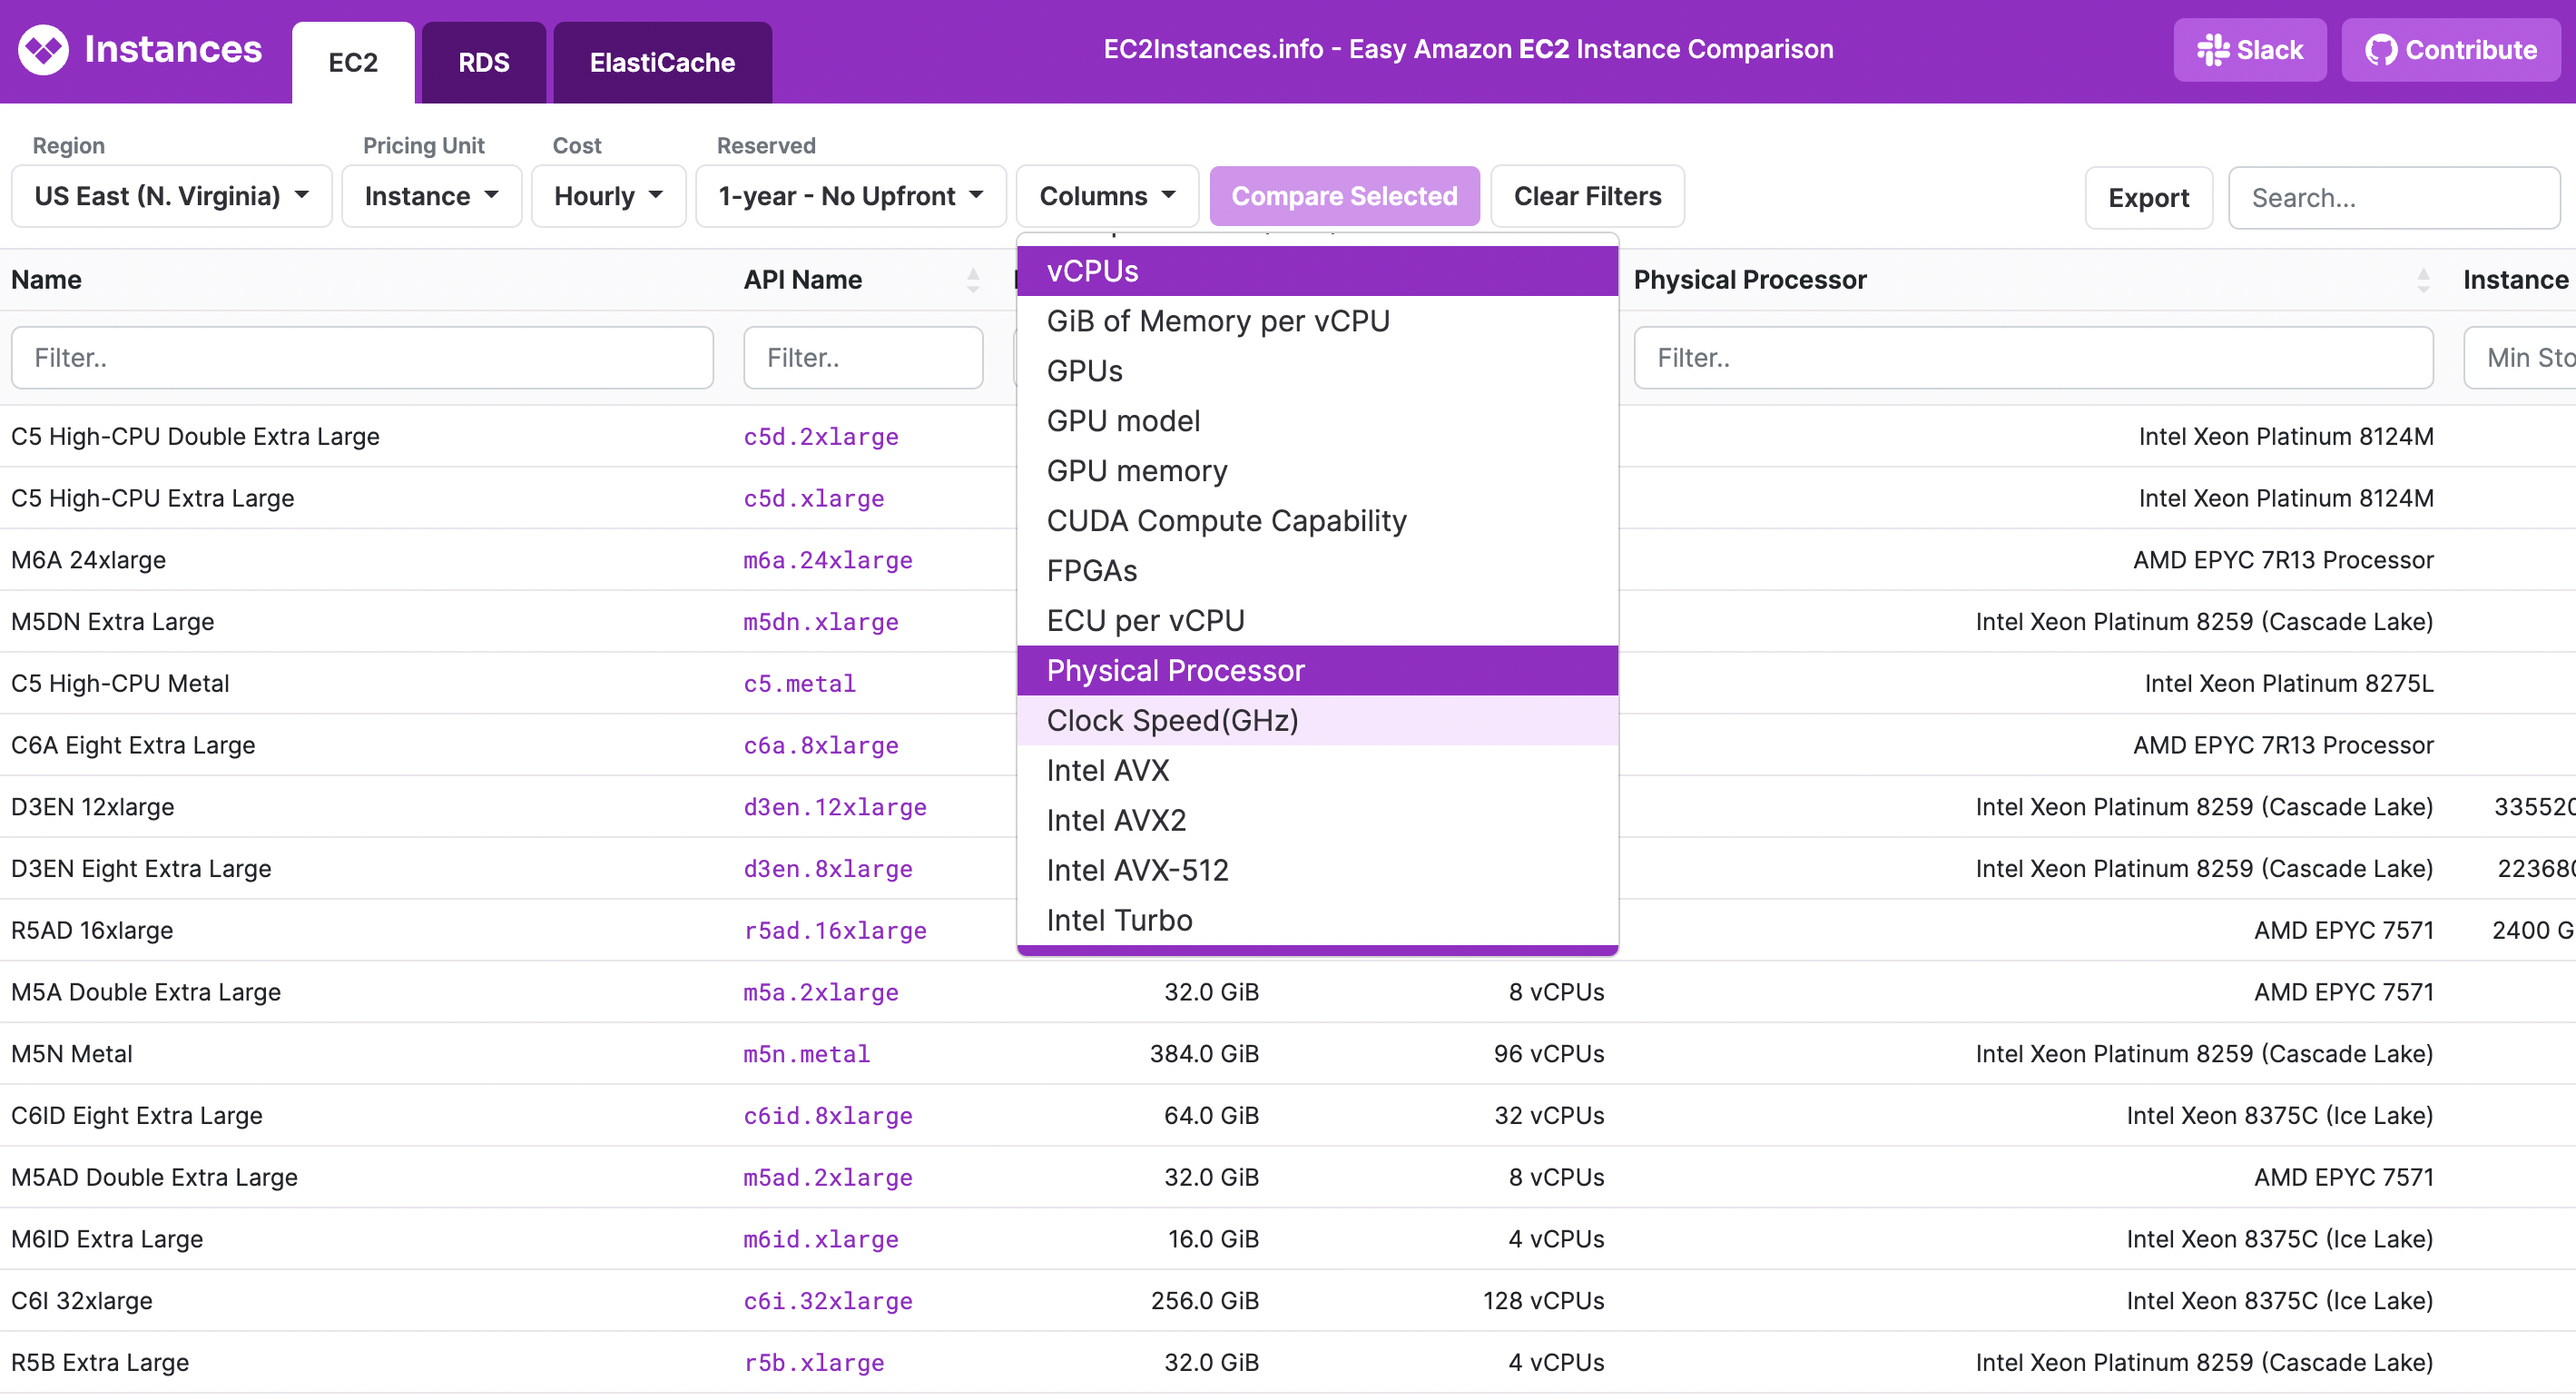 Instances
EC2
RDS
ElastiCache
EC2Instances.info - Easy Amazon EC2 Instance Comparison
Slack
Contribute
Region
Pricing Unit
Cost
Reserved
US East (N. Virginia)
Instance
Hourly
1-year - No Upfront
Columns
Compare Selected
Clear Filters
Export
Search...
vCPUs
GiB of Memory per vCPU
GPUs
GPU model
GPU memory
CUDA Compute Capability
FPGAs
ECU per vCPU
Physical Processor
Clock Speed(GHz)
Intel AVX
Intel AVX2
Intel AVX-512
Intel Turbo
Name API Name Physical Processor Instance
Filter.. Filter.. Filter.. Min Sto
C5 High-CPU Double Extra Large c5d.2xlarge Intel Xeon Platinum 8124M
C5 High-CPU Extra Large c5d.xlarge Intel Xeon Platinum 8124M
M6A 24xlarge m6a.24xlarge AMD EPYC 7R13 Processor
M5DN Extra Large m5dn.xlarge Intel Xeon Platinum 8259 (Cascade Lake)
C5 High-CPU Metal c5.metal Intel Xeon Platinum 8275L
C6A Eight Extra Large c6a.8xlarge AMD EPYC 7R13 Processor
D3EN 12xlarge d3en.12xlarge Intel Xeon Platinum 8259 (Cascade Lake) 335520
D3EN Eight Extra Large d3en.8xlarge Intel Xeon Platinum 8259 (Cascade Lake) 223680
R5AD 16xlarge r5ad.16xlarge AMD EPYC 7571 2400 G
M5A Double Extra Large m5a.2xlarge 32.0 GiB 8 vCPUs AMD EPYC 7571
M5N Metal m5n.metal 384.0 GiB 96 vCPUs Intel Xeon Platinum 8259 (Cascade Lake)
C6ID Eight Extra Large c6id.8xlarge 64.0 GiB 32 vCPUs Intel Xeon 8375C (Ice Lake)
M5AD Double Extra Large m5ad.2xlarge 32.0 GiB 8 vCPUs AMD EPYC 7571
M6ID Extra Large m6id.xlarge 16.0 GiB 4 vCPUs Intel Xeon 8375C (Ice Lake)
C6I 32xlarge c6i.32xlarge 256.0 GiB 128 vCPUs Intel Xeon 8375C (Ice Lake)
R5B Extra Large r5b.xlarge 32.0 GiB 4 vCPUs Intel Xeon Platinum 8259 (Cascade Lake)